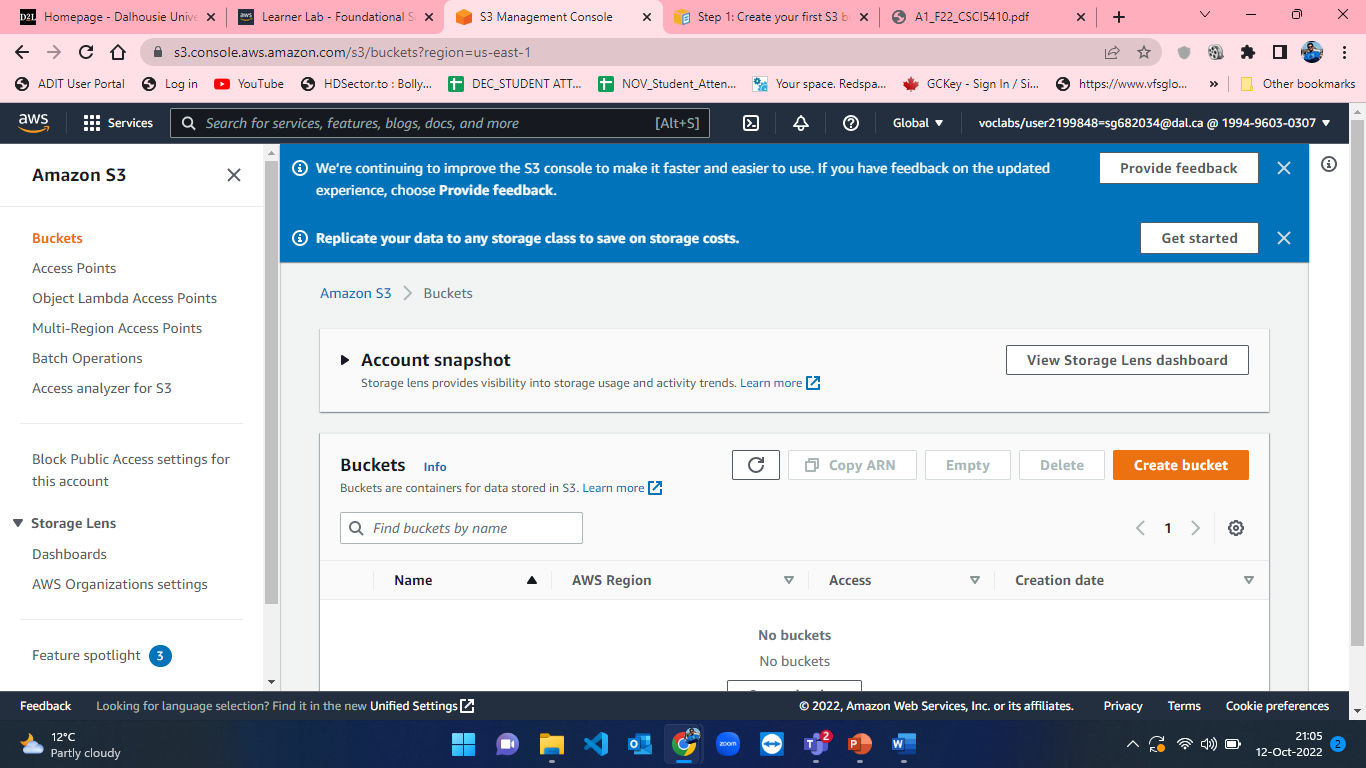 Homepage - Dalhousie Unive
Learner Lab - Foundational S
S3 Management Console
Step 1: Create your first S3 b
A1_F22_CSCI5410.pdf
s3.console.aws.amazon.com/s3/buckets?region=us-east-1
ADIT User Portal
Log in
YouTube
HDSector.to : Bolly...
DEC_STUDENT ATT...
NOV_Student_Atten...
Your space. Redspa...
GCKey - Sign In / Si...
https://www.vfsglo...
Other bookmarks
aws
Services
Search for services, features, blogs, docs, and more
[Alt+S]
Global
voclabs/user2199848=sg682034@dal.ca @ 1994-9603-0307
Amazon S3
Buckets
Access Points
Object Lambda Access Points
Multi-Region Access Points
Batch Operations
Access analyzer for S3
Block Public Access settings for
this account
Storage Lens
Dashboards
AWS Organizations settings
Feature spotlight 3
We're continuing to improve the S3 console to make it faster and easier to use. If you have feedback on the updated
experience, choose Provide feedback.
Provide feedback
Replicate your data to any storage class to save on storage costs.
Get started
Amazon S3 > Buckets
Account snapshot
Storage lens provides visibility into storage usage and activity trends. Learn more
View Storage Lens dashboard
Buckets Info
Buckets are containers for data stored in S3. Learn more
Copy ARN
Empty
Delete
Create bucket
Find buckets by name
1
Name
AWS Region
Access
Creation date
No buckets
No buckets
Feedback
Looking for language selection? Find it in the new Unified Settings
© 2022, Amazon Web Services, Inc. or its affiliates.
Privacy
Terms
Cookie preferences
12°C
Partly cloudy
zoom
2
21:05
12-Oct-2022
2